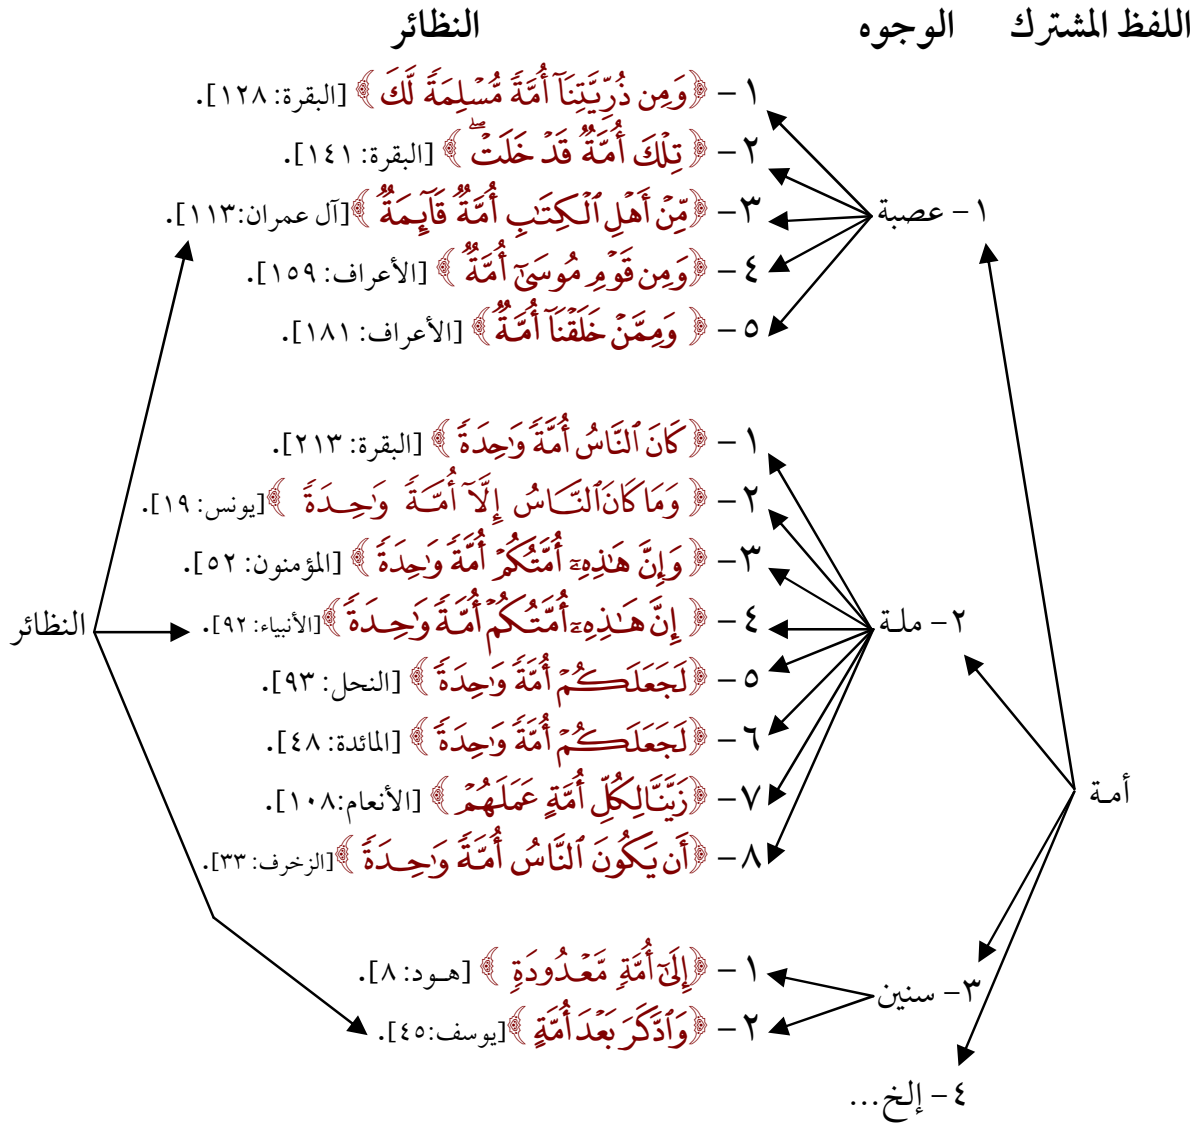 اللفظ المشترك الوجوه النظائر
١ – ﴿وَمِن ذُرِّيَّتِنَآ أُمَّةٗ مُّسۡلِمَةٗ لَّكَ﴾ [البقرة: ١٢٨].
٢ – ﴿تِلۡكَ أُمَّةٞ قَدۡ خَلَتۡۖ﴾ [البقرة: ١٤١].
١ – عصبة ٣ – ﴿مِّنۡ أَهۡلِ ٱلۡكِتَٰبِ أُمَّةٞ قَآئِمَةٞ﴾ [آل عمران: ١١٣].
٤ – ﴿وَمِن قَوۡمِ مُوسَىٰٓ أُمَّةٞ﴾ [الأعراف: ١٥٩].
٥ – ﴿وَمِمَّنۡ خَلَقۡنَآ أُمَّةٞ﴾ [الأعراف: ١٨١].
١ – ﴿كَانَ ٱلنَّاسُ أُمَّةٗ وَٰحِدَةٗ﴾ [البقرة: ٢١٣].
٢ – ﴿وَمَا كَانَ ٱلنَّاسُ إِلَّآ أُمَّةٗ وَٰحِدَةٗ﴾ [يونس: ١٩].
٣ – ﴿وَإِنَّ هَٰذِهِۦٓ أُمَّتُكُمۡ أُمَّةٗ وَٰحِدَةٗ﴾ [المؤمنون: ٥٢].
٢ – ملة ٤ – ﴿إِنَّ هَٰذِهِۦٓ أُمَّتُكُمۡ أُمَّةٗ وَٰحِدَةٗ﴾ [الأنبياء: ٩٢]. النظائر
٥ – ﴿لَجَعَلَكُمۡ أُمَّةٗ وَٰحِدَةٗ﴾ [النحل: ٩٣].
٦ – ﴿لَجَعَلَكُمۡ أُمَّةٗ وَٰحِدَةٗ﴾ [المائدة: ٤٨].
أمة ٧ – ﴿زَيَّنَّا لِكُلِّ أُمَّةٍ عَمَلَهُمۡ﴾ [الأنعام: ١٠٨].
٨ – ﴿أَن يَكُونَ ٱلنَّاسُ أُمَّةٗ وَٰحِدَةٗ﴾ [الزخرف: ٣٣].
١ – ﴿إِلَىٰٓ أُمَّةٖ مَّعۡدُودَةٖ﴾ [هود: ٨].
٣ – سنين
٢ – ﴿وَٱدَّكَرَ بَعۡدَ أُمَّةٍ﴾ [يوسف: ٤٥].
٤ – إلخ...